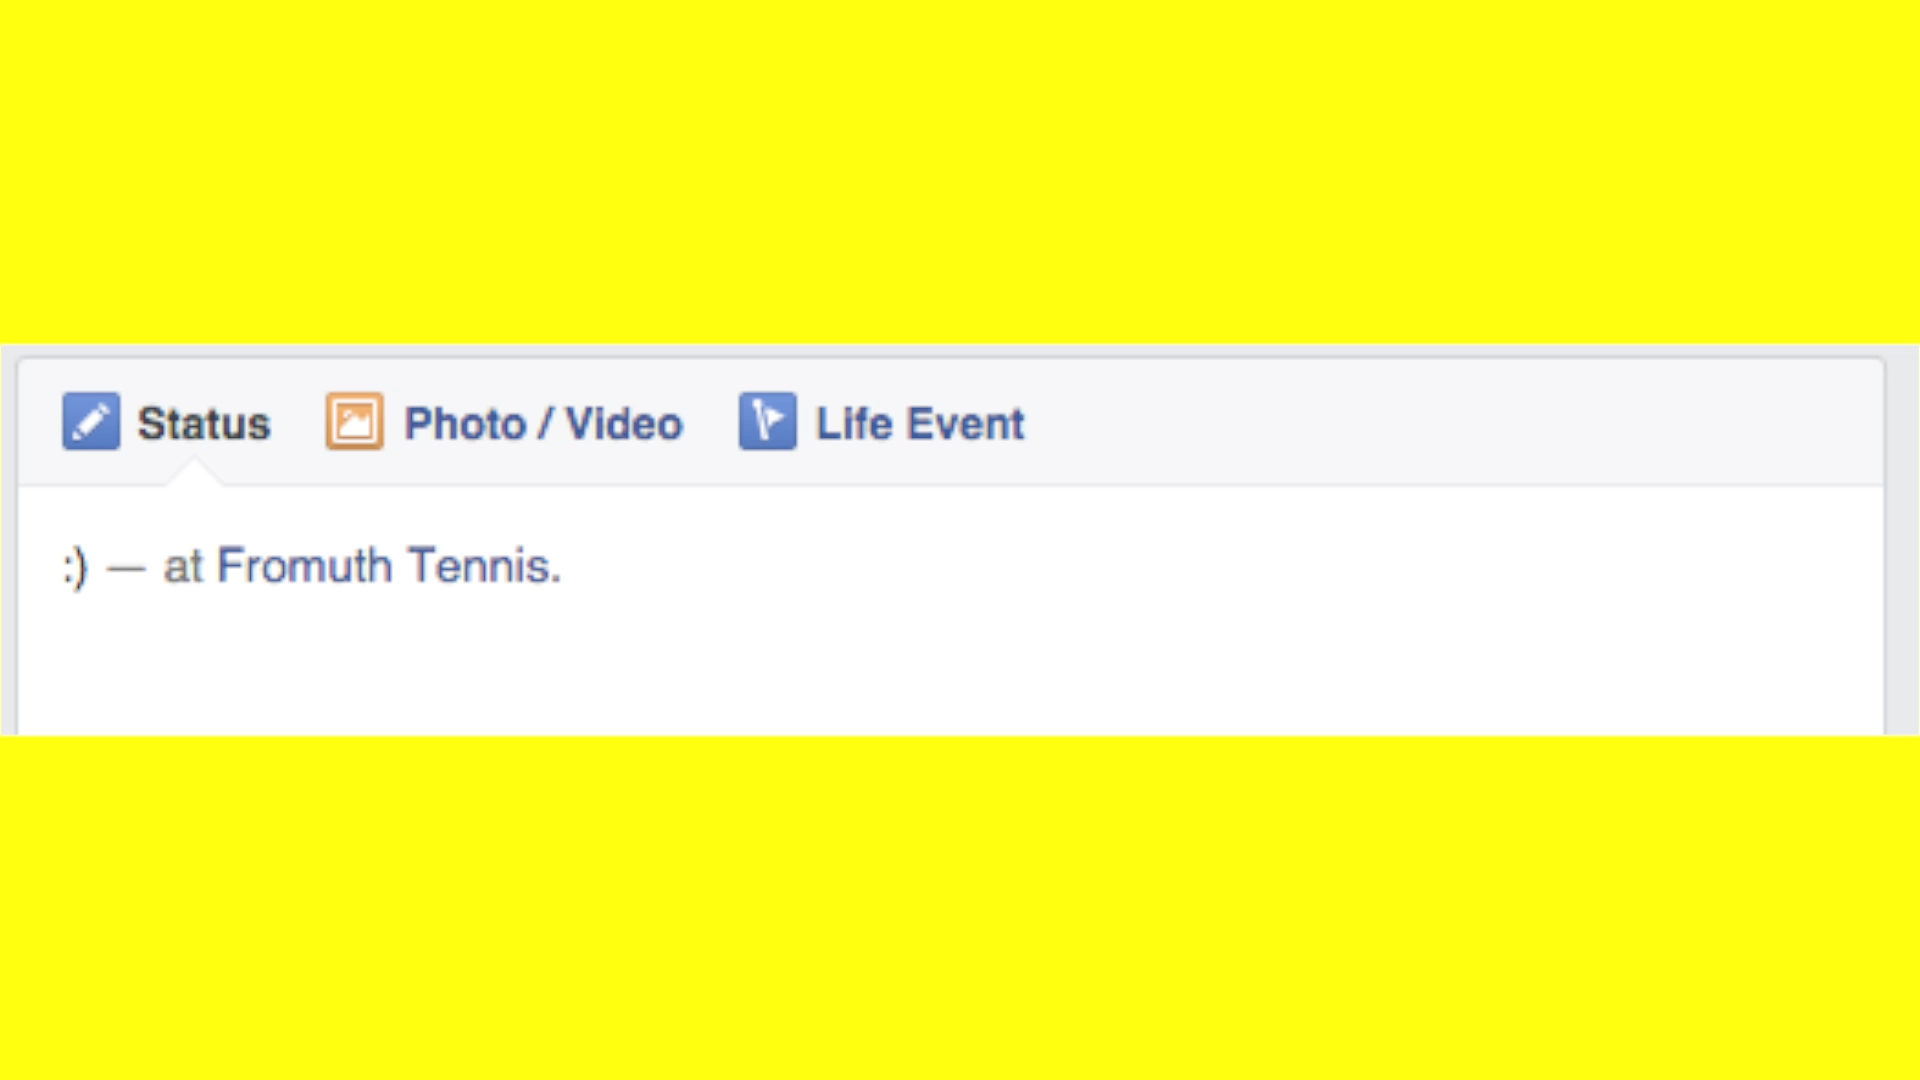 Status Photo / Video Life Event
:) — at Fromuth Tennis.